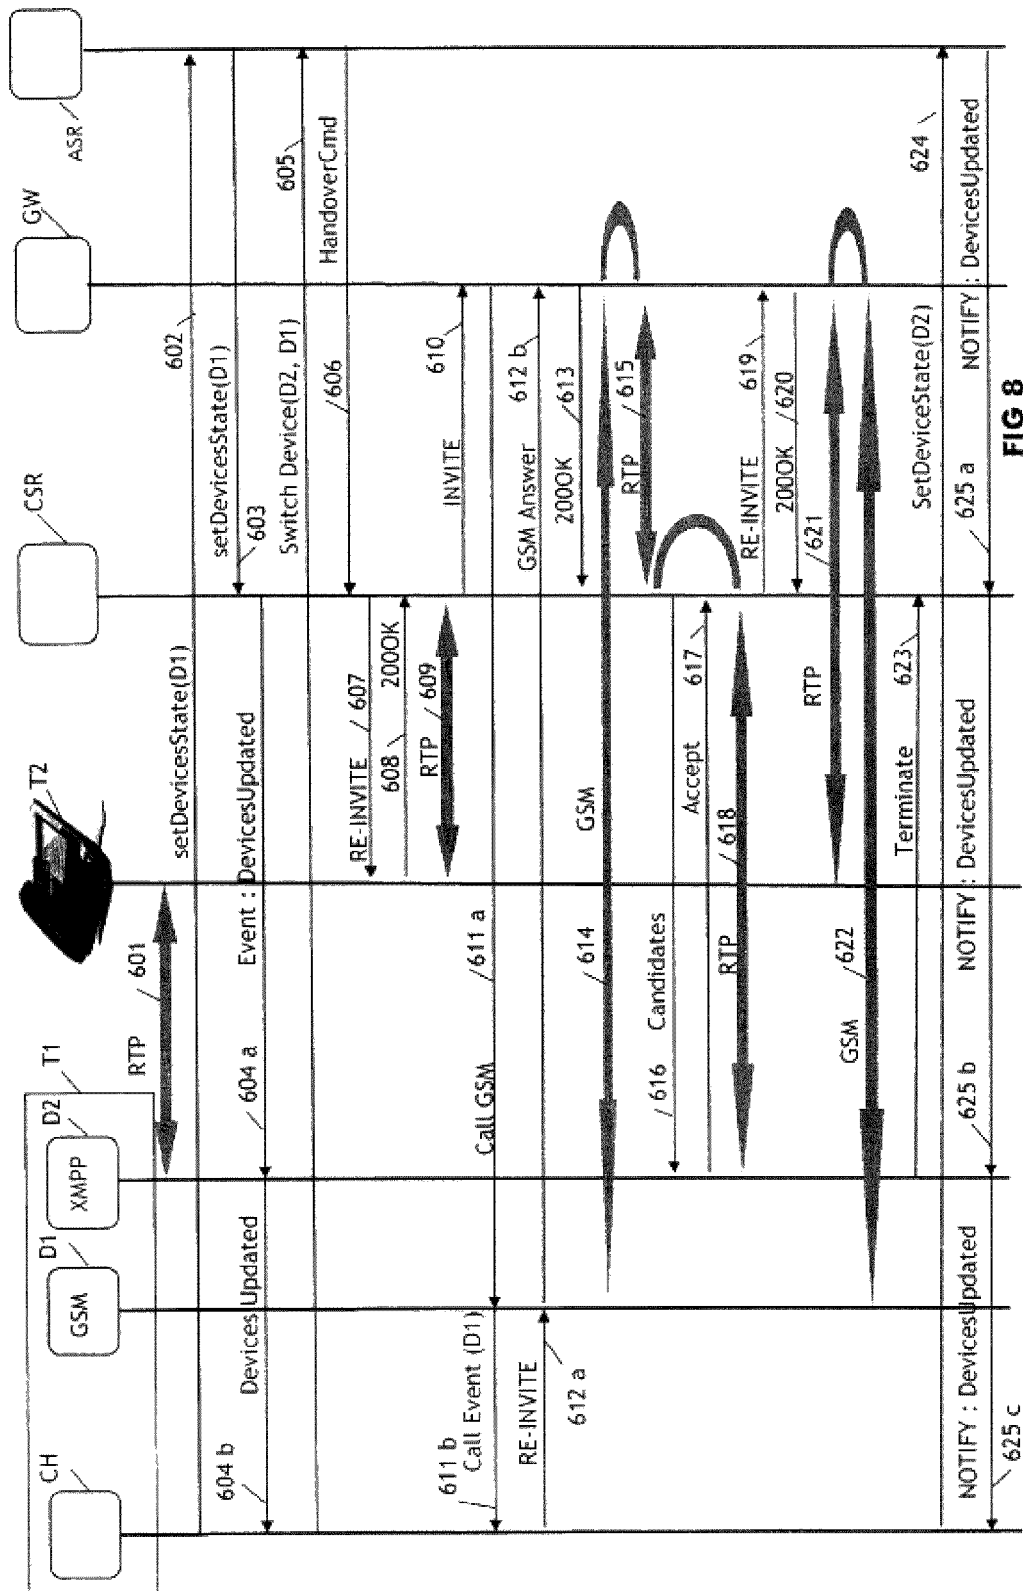 CH
GSM
D1
XMPP
D2
T1
T2
CSR
GW
ASR
RTP
601
setDevicesState(D1)
602
setDevicesState(D1)
603
604 b
Devices Updated
604 a
Event : DevicesUpdated
Switch Device(D2, D1)
605
HandoverCmd
606
RE-INVITE
607
608
200OK
RTP
609
INVITE
610
611 b
Call Event (D1)
Call GSM
611 a
RE-INVITE
612 a
GSM Answer
612 b
200OK
613
614
GSM
RTP
615
616
Candidates
Accept
617
RTP
618
RE-INVITE
619
200OK
620
RTP
621
GSM
622
Terminate
623
SetDeviceState(D2)
624
NOTIFY : DevicesUpdated
625 c
625 b
NOTIFY : DevicesUpdated
625 a
NOTIFY : DevicesUpdated
FIG 8